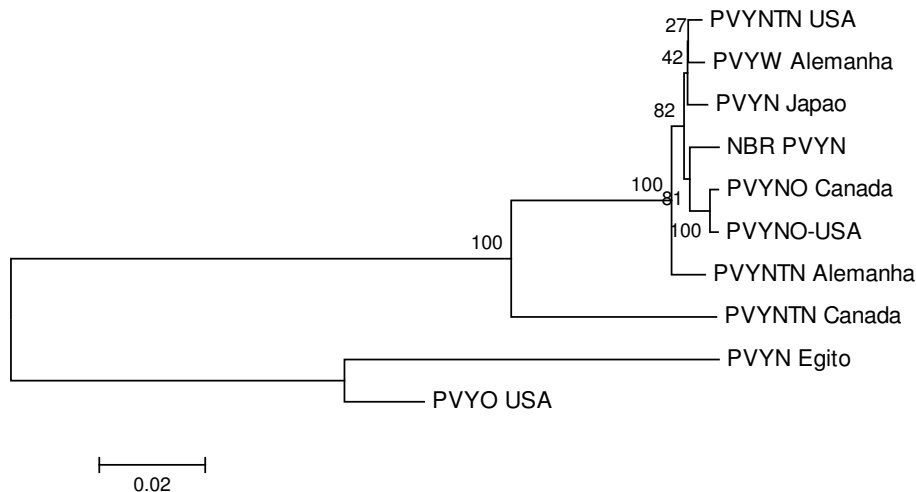 27
PVYNTN USA
42
PVYW Alemanha
PVYN Japao
82
NBR PVYN
100
81
PVYNO Canada
100
PVYNO-USA
100
PVYNTN Alemanha
PVYNTN Canada
PVYN Egito
PVYO USA
0.02